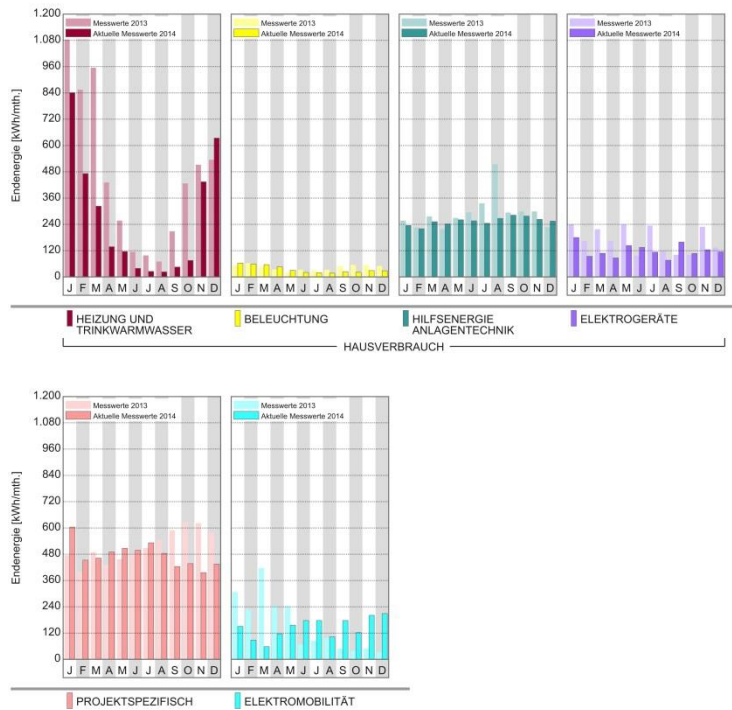 Endenergie [kWh/mth.]
1.200
1.080
960
840
720
600
480
360
240
120
0
Messwerte 2013
Aktuelle Messwerte 2014
J F M A M J J A S O N D
Messwerte 2013
Aktuelle Messwerte 2014
J F M A M J J A S O N D
Messwerte 2013
Aktuelle Messwerte 2014
J F M A M J J A S O N D
Messwerte 2013
Aktuelle Messwerte 2014
J F M A M J J A S O N D
HEIZUNG UND
TRINKWARMWASSER
BELEUCHTUNG
HILFSENERGIE
ANLAGENTECHNIK
ELEKTROGERÄTE
HAUSVERBRAUCH
Endenergie [kWh/mth.]
1.200
1.080
960
840
720
600
480
360
240
120
0
Messwerte 2013
Aktuelle Messwerte 2014
J F M A M J J A S O N D
Messwerte 2013
Aktuelle Messwerte 2014
J F M A M J J A S O N D
PROJEKTSPEZIFISCH
ELEKTROMOBILITÄT